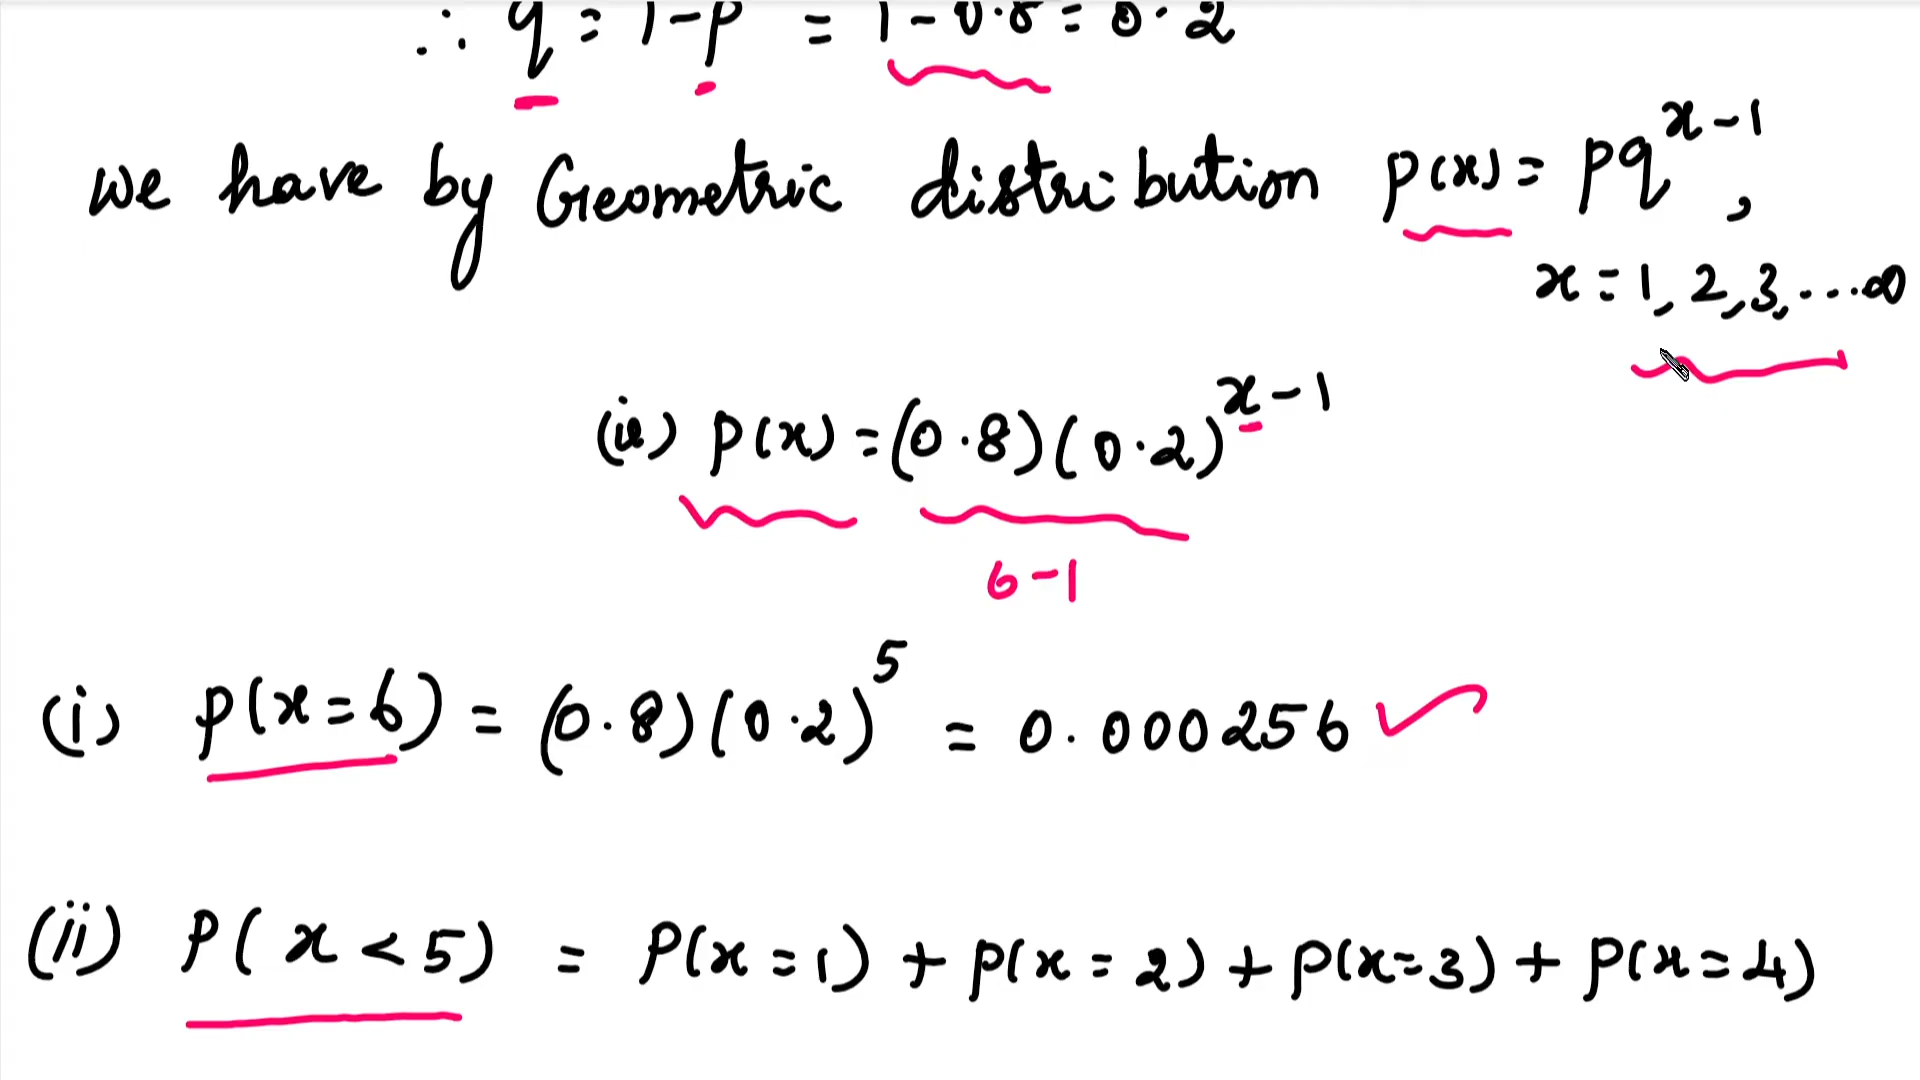 ∴ q = 1-p = 1-0.8 = 0.2
we have by Geometric distribution p(x) = pq^{x-1},
x = 1, 2, 3, ... ∞
(ie) p(x) = (0.8)(0.2)^{x-1}
6-1
(i) p(x=6) = (0.8)(0.2)^5 = 0.000256
(ii) P(x<5) = P(x=1) + p(x=2) + p(x=3) + p(x=4)